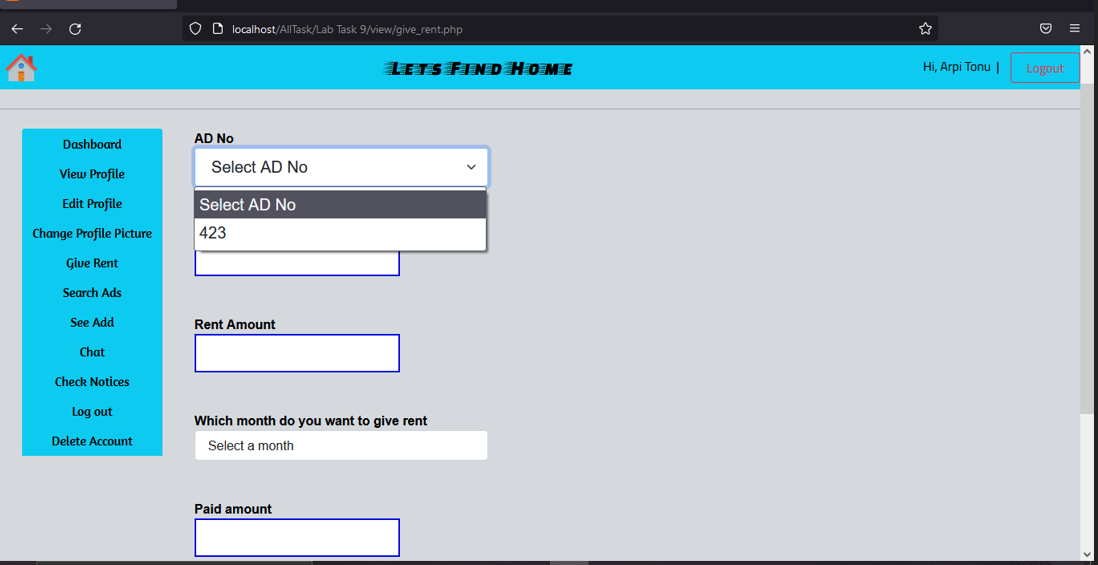 localhost/AllTask/Lab Task 9/view/give_rent.php
Lets Find Home
Hi, Arpi Tonu |
Logout
Dashboard
View Profile
Edit Profile
Change Profile Picture
Give Rent
Search Ads
See Add
Chat
Check Notices
Log out
Delete Account
AD No
Select AD No
Select AD No
423
Rent Amount
Which month do you want to give rent
Select a month
Paid amount